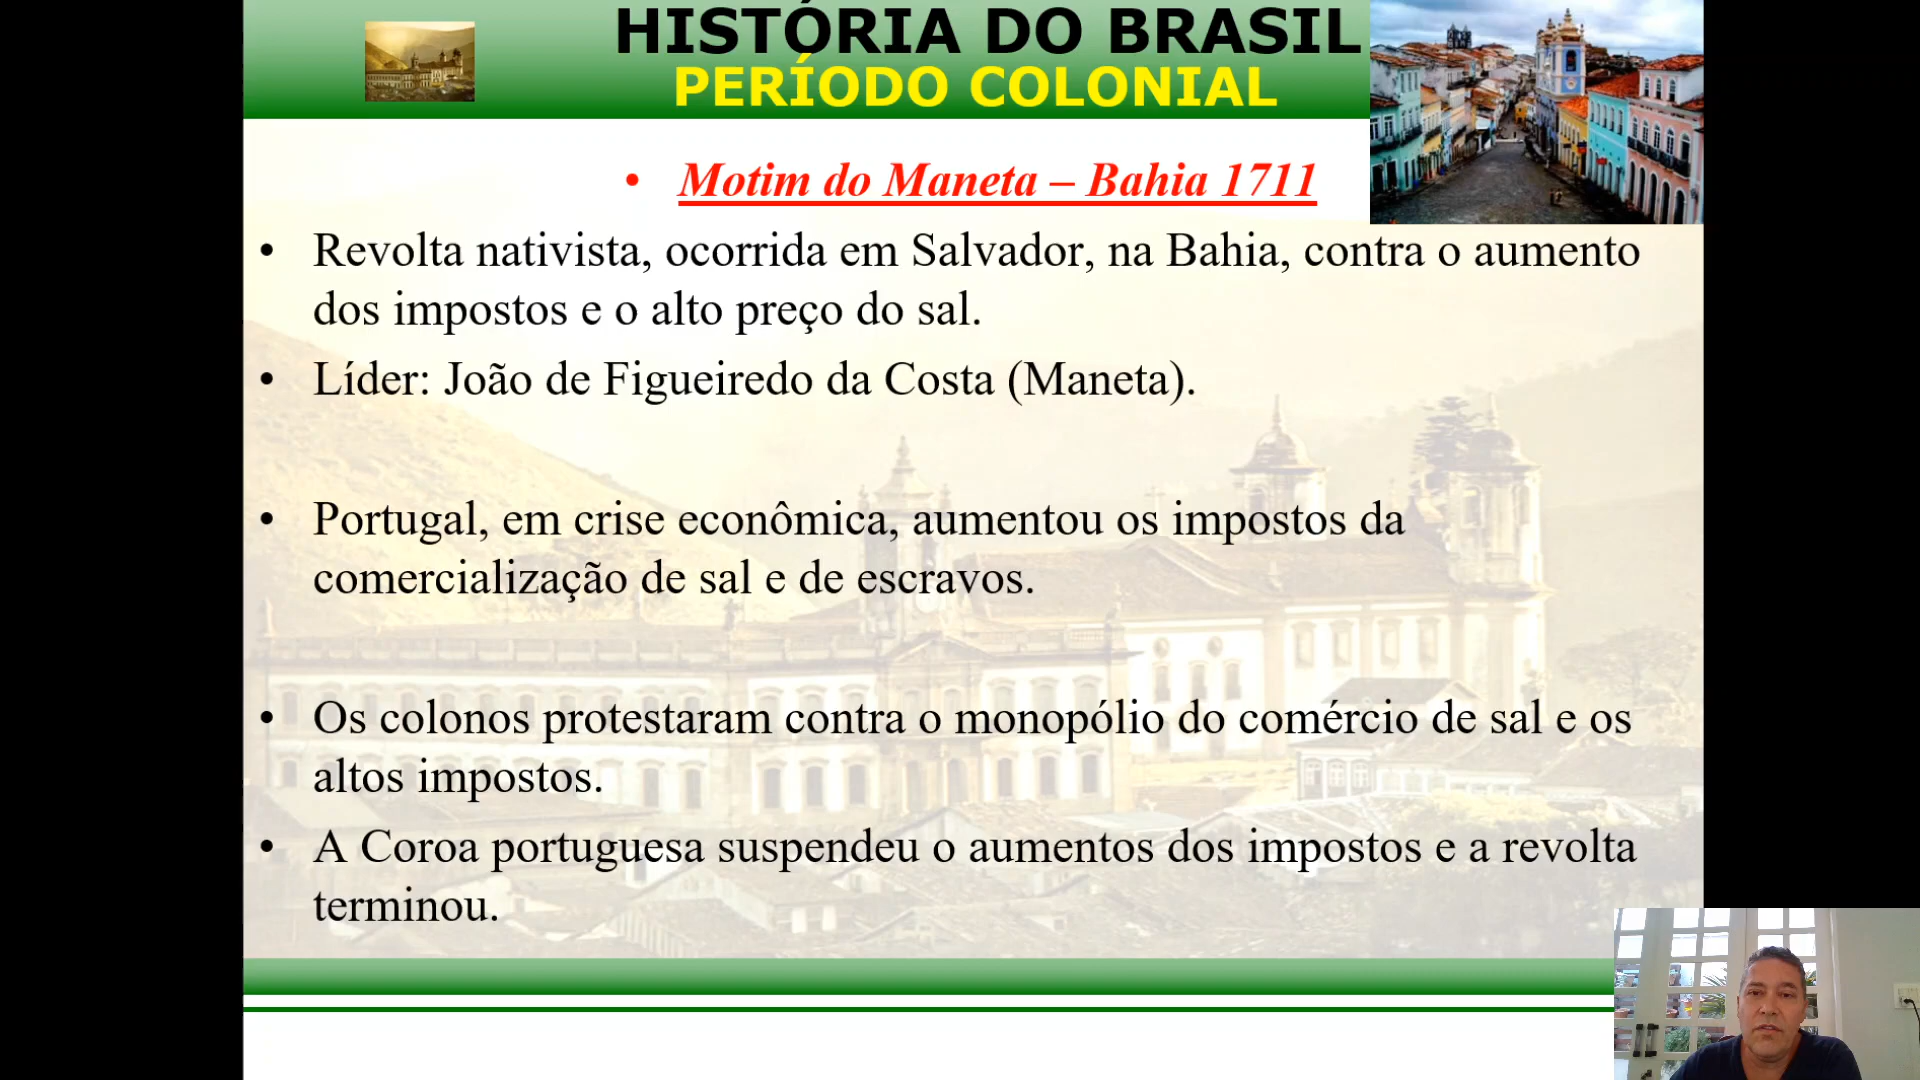 HISTÓRIA DO BRASIL
PERÍODO COLONIAL
• Motim do Maneta – Bahia 1711
• Revolta nativista, ocorrida em Salvador, na Bahia, contra o aumento
dos impostos e o alto preço do sal.
• Líder: João de Figueiredo da Costa (Maneta).
• Portugal, em crise econômica, aumentou os impostos da
comercialização de sal e de escravos.
• Os colonos protestaram contra o monopólio do comércio de sal e os
altos impostos.
• A Coroa portuguesa suspendeu o aumentos dos impostos e a revolta
terminou.